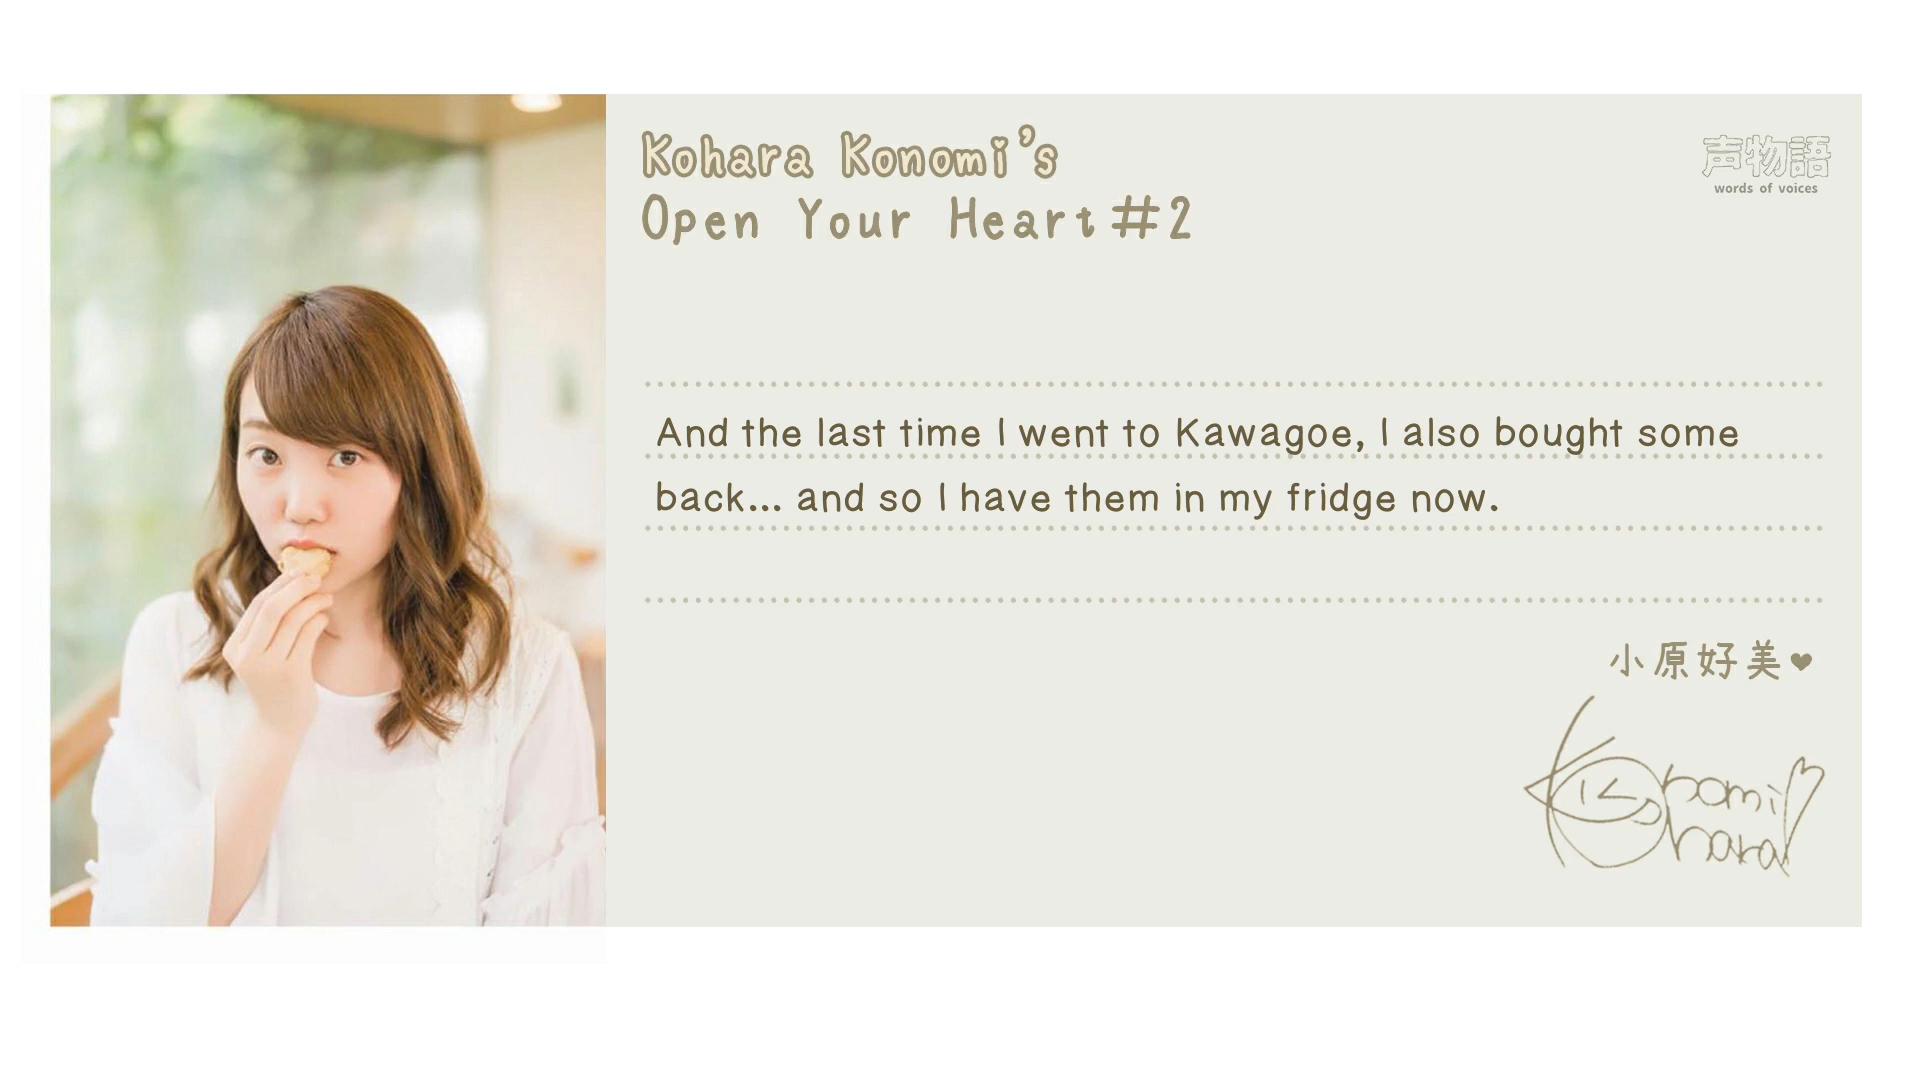 Kohara Konomi's
Open Your Heart#2
声物語
words of voices
And the last time I went to Kawagoe, I also bought some
back... and so I have them in my fridge now.
小原好美♥
Konomi
Kohara